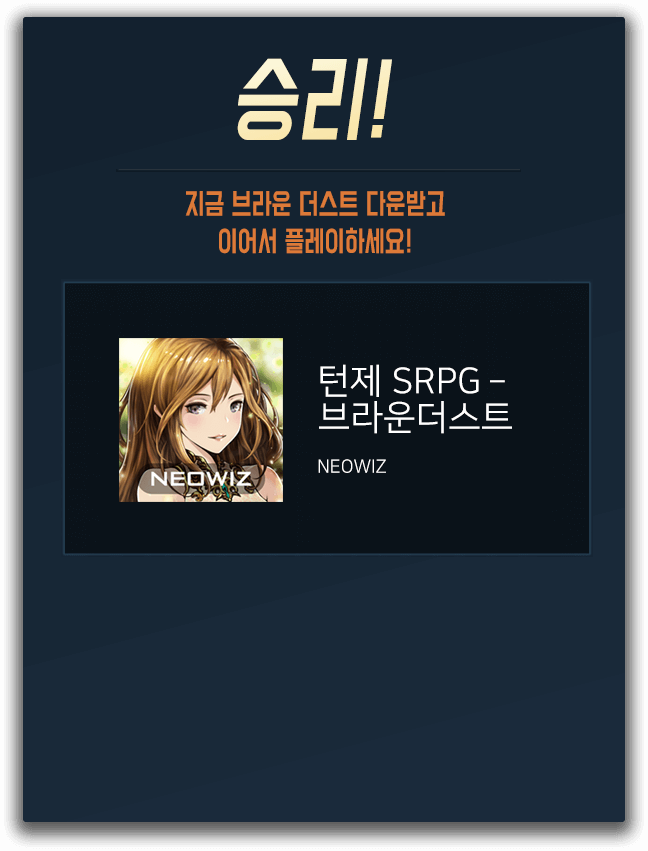 승리!
지금 브라운 더스트 다운받고
이어서 플레이하세요!
NEOWIZ
턴제 SRPG –
브라운더스트
NEOWIZ